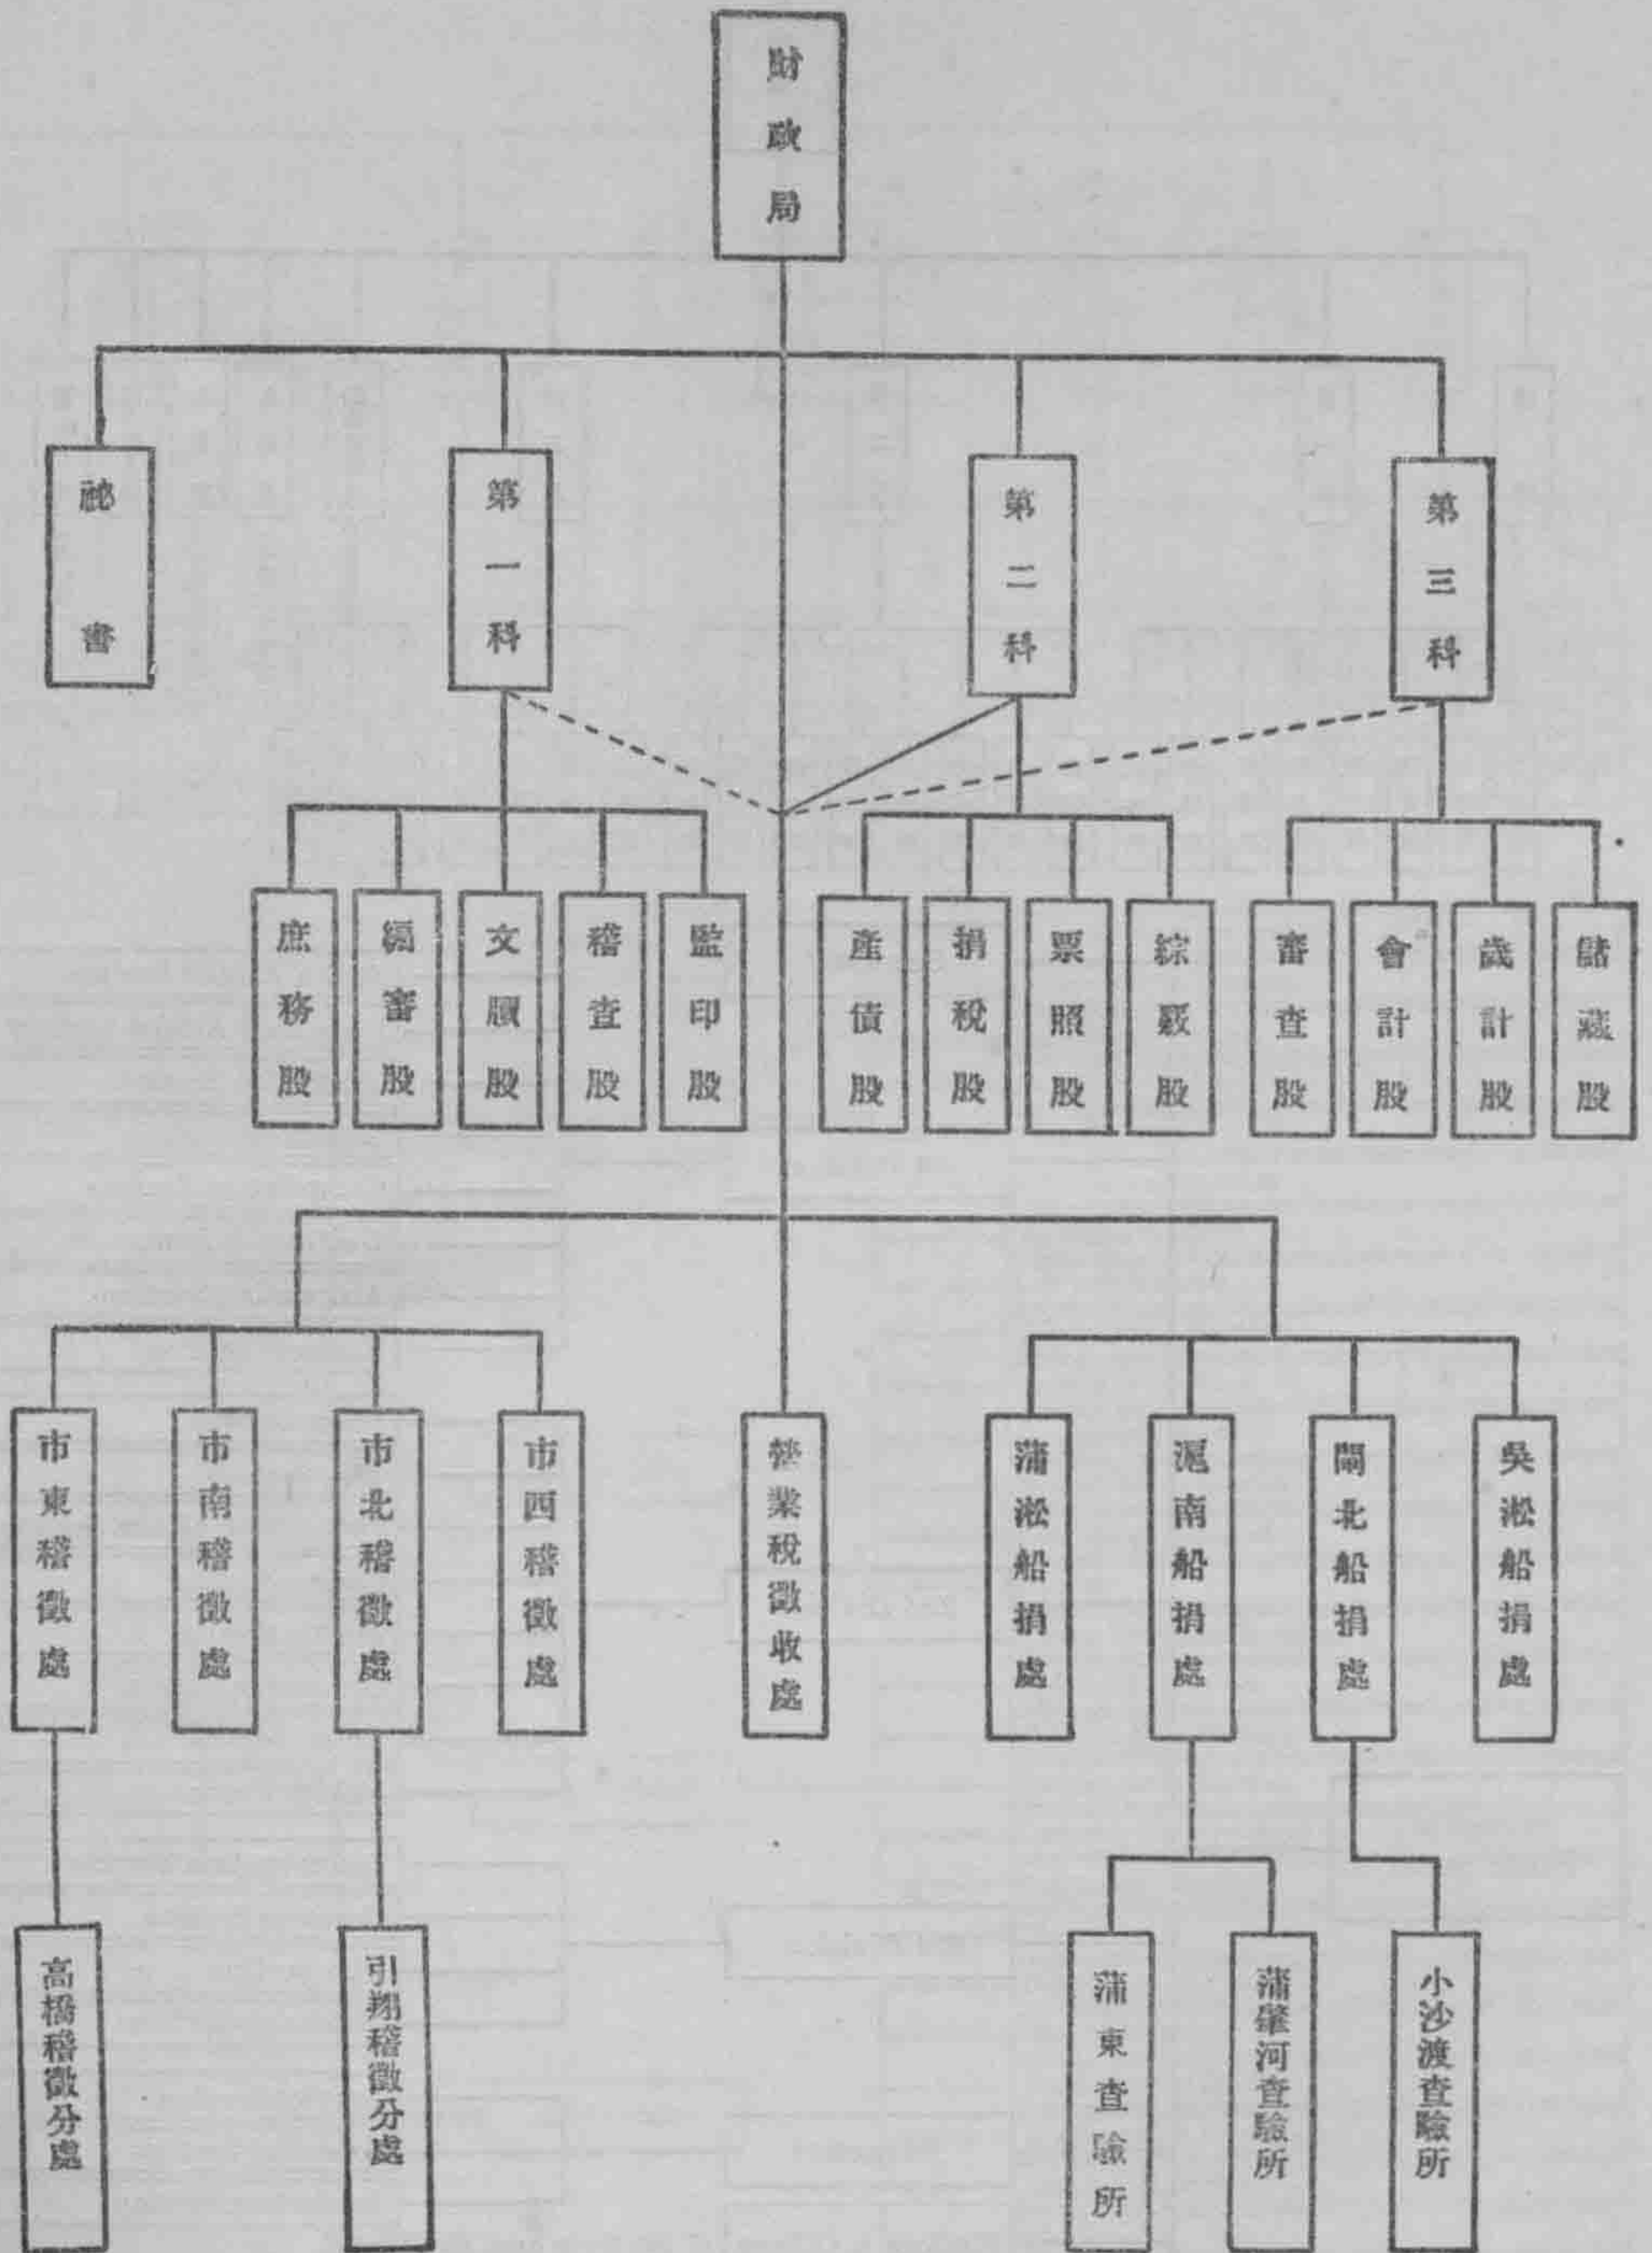 財政局
祕書
第一科
第二科
第三科
庶務股
編審股
文牘股
稽查股
監印股
產債股
捐稅股
票照股
綜覈股
審查股
會計股
歲計股
儲藏股
市東稽徵處
市南稽徵處
市北稽徵處
市西稽徵處
營業稅徵收處
蒲淞船捐處
滬南船捐處
閘北船捐處
吳淞船捐處
高橋稽徵分處
引翔稽徵分處
浦東查驗所
蒲肇河查驗所
小沙渡查驗所